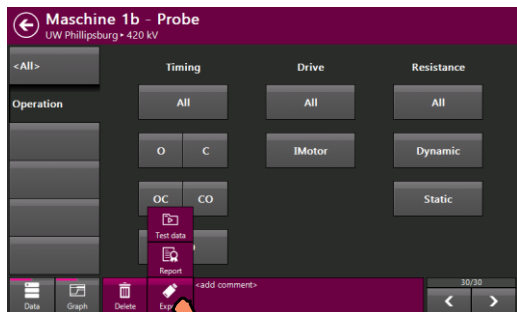 Maschine 1b - Probe
UW Phillipsburg ▸ 420 kV
<All>
Operation
Timing
Drive
Resistance
All
All
All
O
C
IMotor
Dynamic
OC
CO
Static
Test data
Report
Data
Graph
Delete
<add comment>
30/30